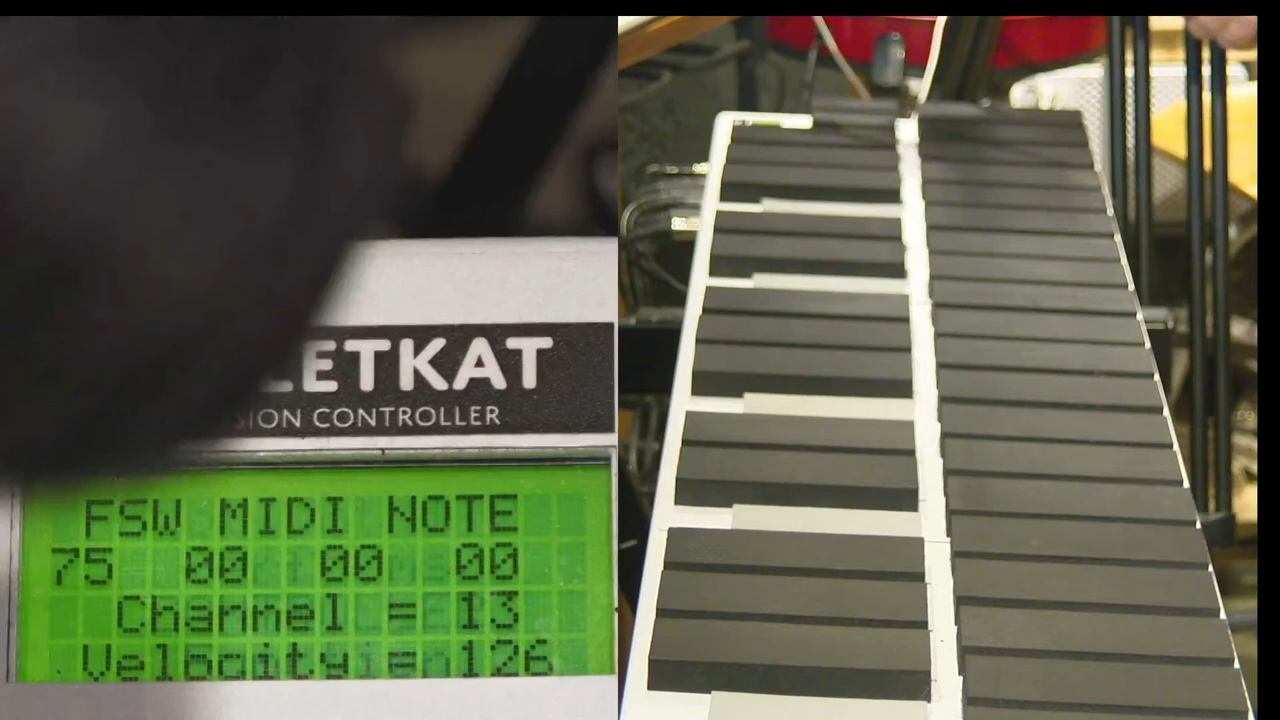 LETKAT
SION CONTROLLER
FSW MIDI NOTE
75 00 00 00
Channel = 13
Velocity = 126